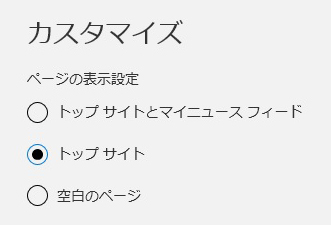 カスタマイズ
ページの表示設定
トップ サイトとマイニュース フィード
トップ サイト
空白のページ